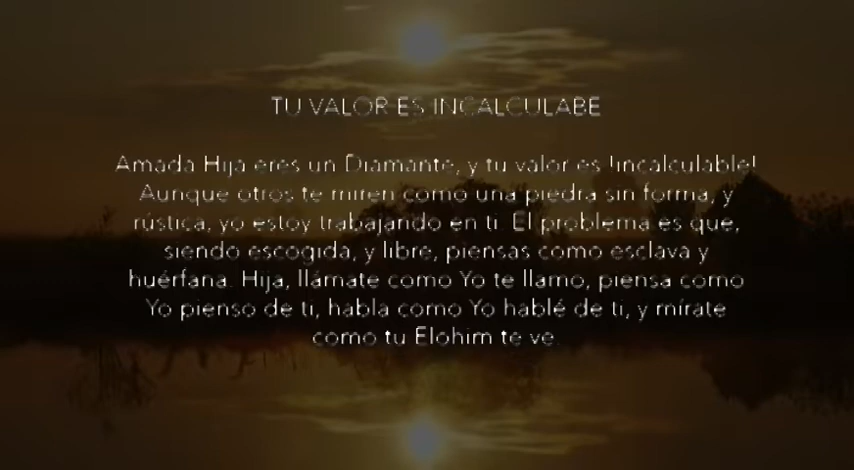 TU VALOR ES INCALCULABE
Amada Hija eres un Diamante, y tu valor es !incalculable!
Aunque otros te miren como una piedra sin forma, y
rústica, yo estoy trabajando en ti. El problema es que,
siendo escogida, y libre, piensas como esclava y
huérfana. Hija, llámate como Yo te llamo, piensa como
Yo pienso de ti, habla como Yo hablé de ti, y mírate
como tu Elohim te ve.